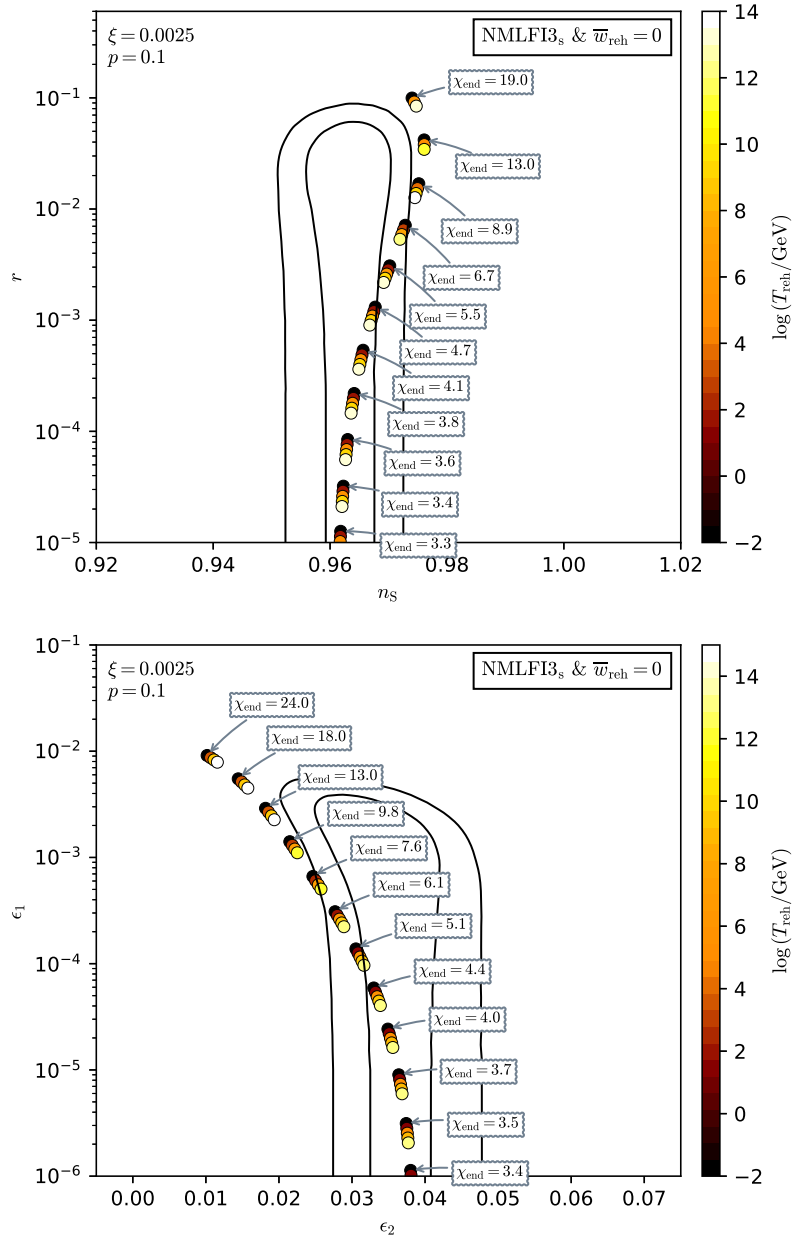 ξ = 0.0025
p = 0.1
NMLFI3s & w̅reh = 0
χend = 19.0
χend = 13.0
χend = 8.9
χend = 6.7
χend = 5.5
χend = 4.7
χend = 4.1
χend = 3.8
χend = 3.6
χend = 3.4
χend = 3.3
10⁻¹
10⁻²
10⁻³
10⁻⁴
10⁻⁵
r
0.92 0.94 0.96 0.98 1.00 1.02
nS
14
12
10
8
6
4
2
0
−2
log (Treh/GeV)
ξ = 0.0025
p = 0.1
NMLFI3s & w̅reh = 0
χend = 24.0
χend = 18.0
χend = 13.0
χend = 9.8
χend = 7.6
χend = 6.1
χend = 5.1
χend = 4.4
χend = 4.0
χend = 3.7
χend = 3.5
χend = 3.4
10⁻¹
10⁻²
10⁻³
10⁻⁴
10⁻⁵
10⁻⁶
ϵ1
0.00 0.01 0.02 0.03 0.04 0.05 0.06 0.07
ϵ2
14
12
10
8
6
4
2
0
−2
log (Treh/GeV)